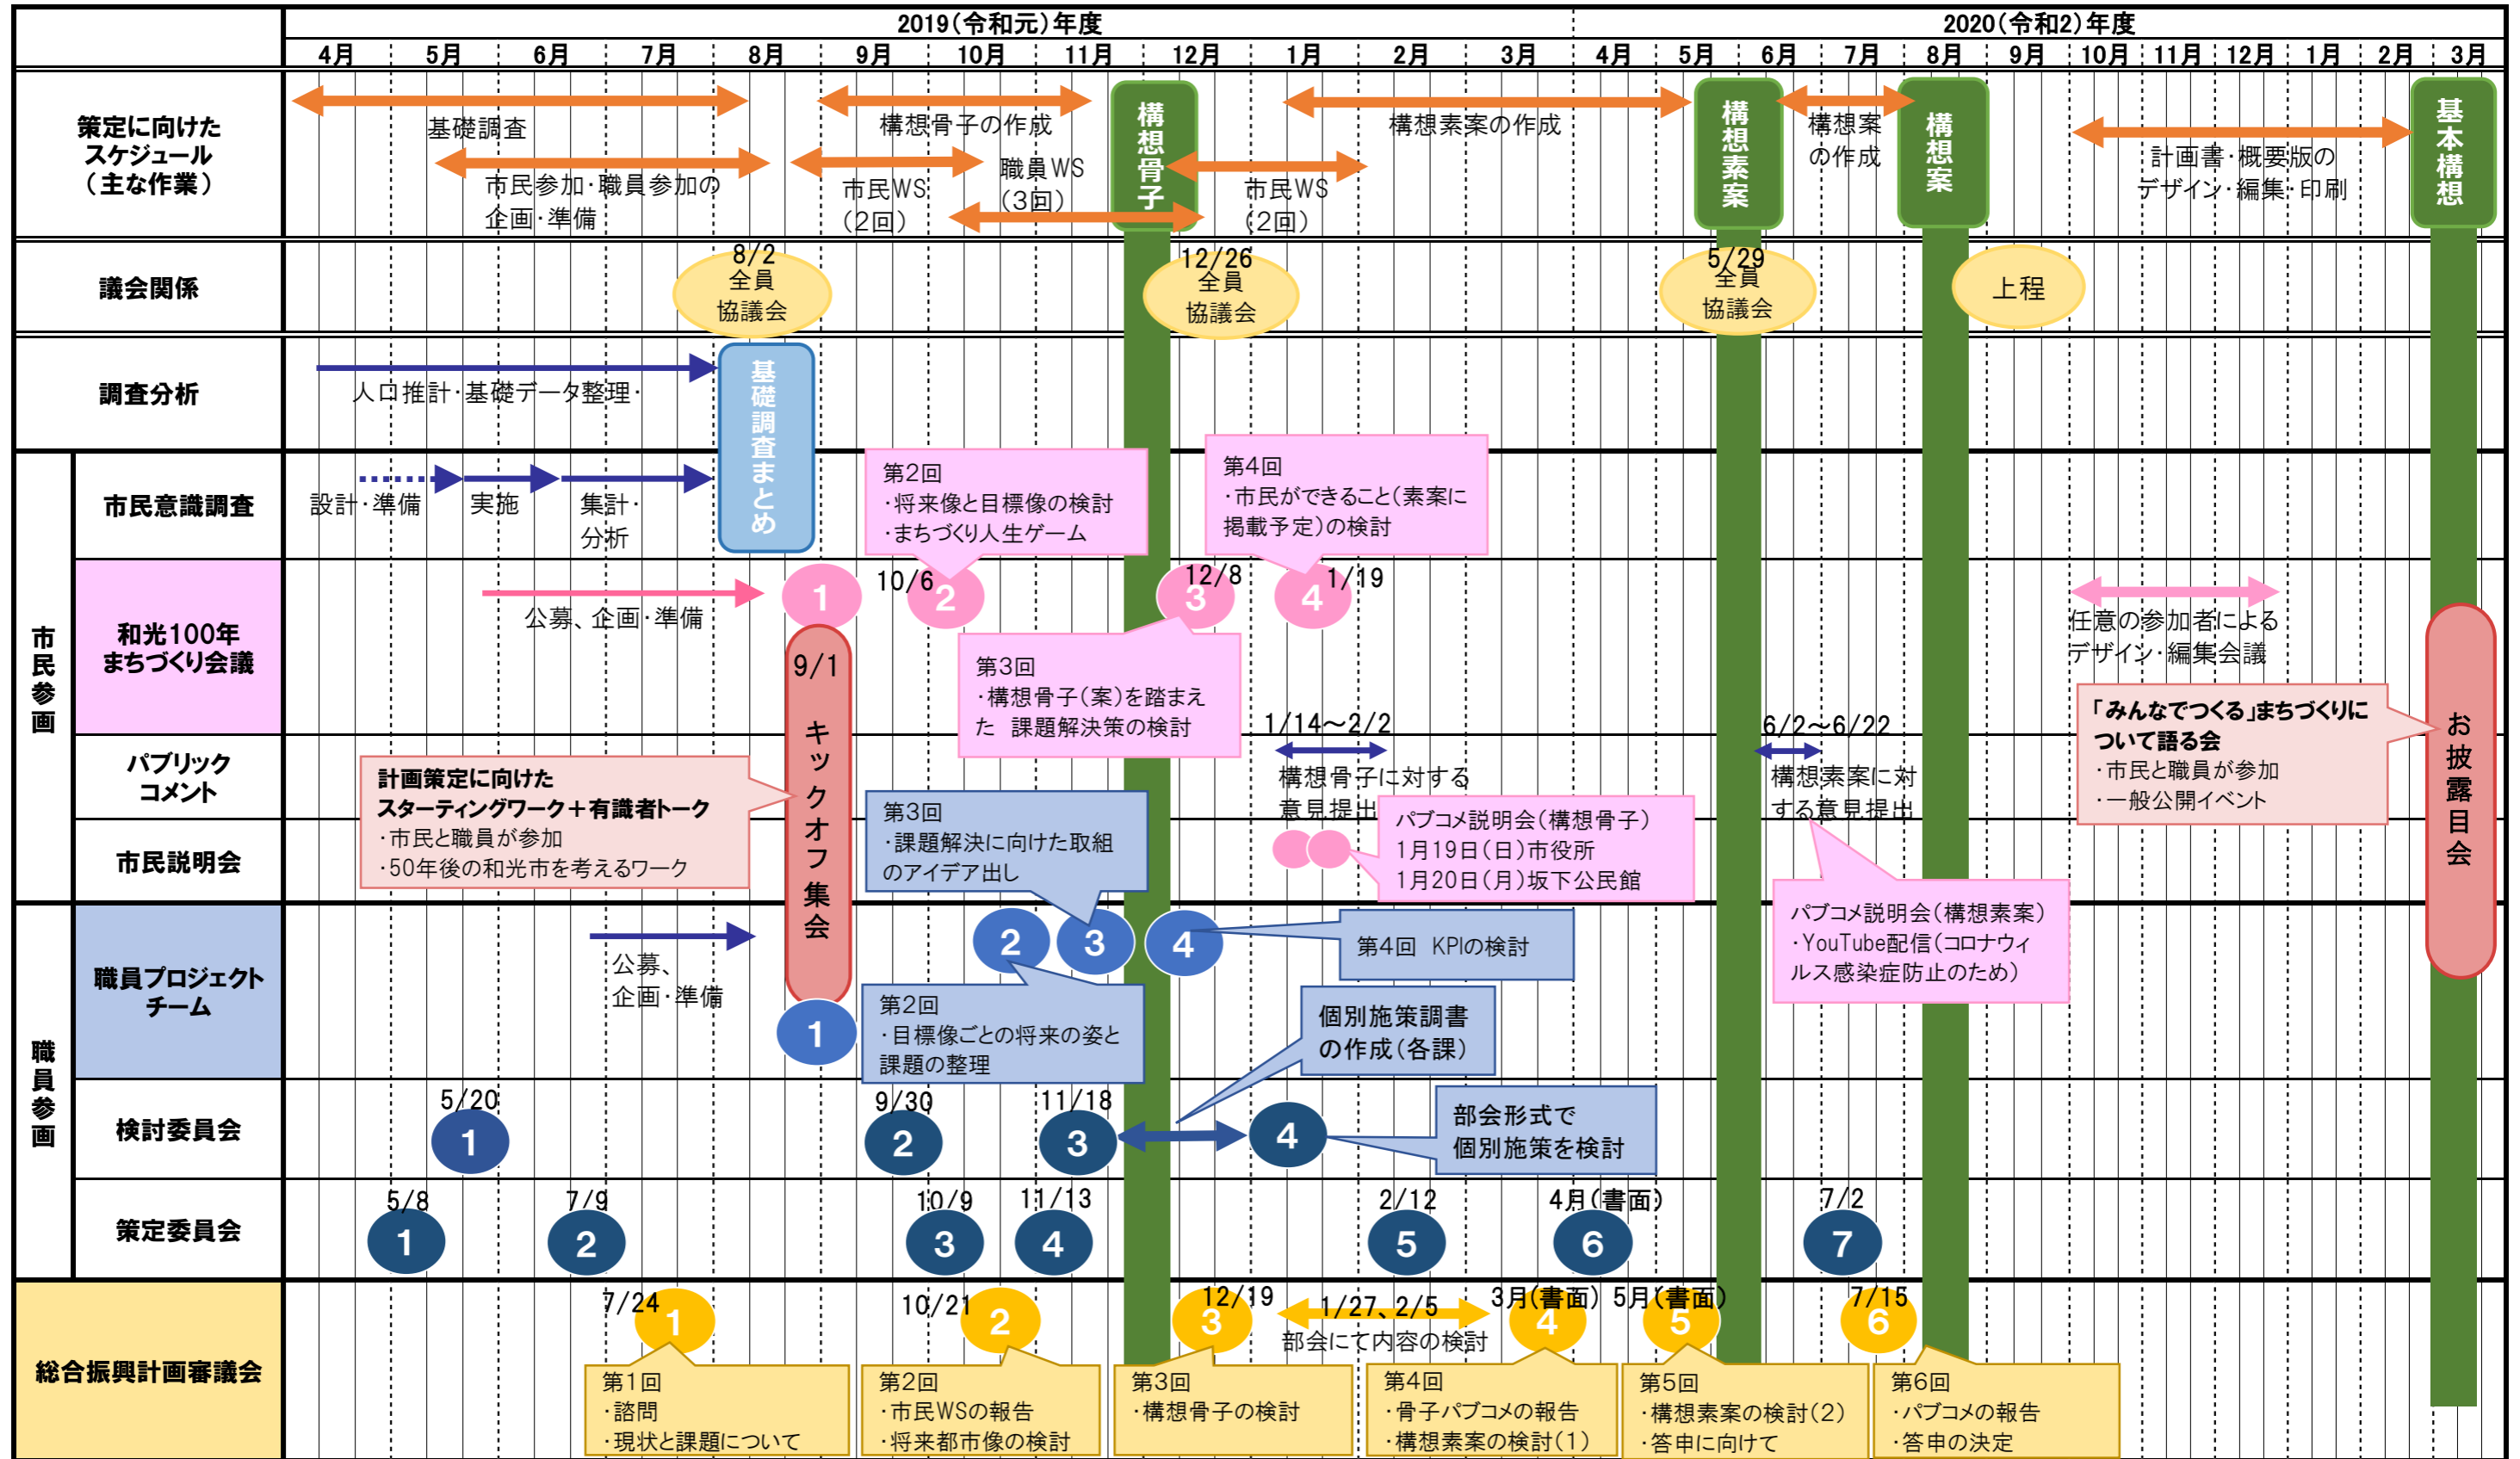 2019(令和元)年度
2020(令和2)年度
4月
5月
6月
7月
8月
9月
10月
11月
12月
1月
2月
3月
4月
5月
6月
7月
8月
9月
10月
11月
12月
1月
2月
3月
策定に向けた
スケジュール
(主な作業)
基礎調査
市民参加・職員参加の
企画・準備
構想骨子の作成
市民WS
(2回)
職員WS
(3回)
構想骨子
市民WS
(2回)
構想素案の作成
構想素案
構想案
の作成
構想案
計画書・概要版の
デザイン・編集・印刷
基本構想
議会関係
8/2
全員
協議会
12/26
全員
協議会
5/29
全員
協議会
上程
調査分析
人口推計・基礎データ整理・
基礎調査まとめ
市民参画
市民意識調査
設計・準備
実施
集計・
分析
第2回
・将来像と目標像の検討
・まちづくり人生ゲーム
第4回
・市民ができること(素案に
掲載予定)の検討
和光100年
まちづくり会議
公募、企画・準備
1
10/6
2
12/8
3
4
1/19
任意の参加者による
デザイン・編集会議
9/1
キックオフ集会
第3回
・構想骨子(案)を踏まえ
た 課題解決策の検討
「みんなでつくる」まちづくりに
ついて語る会
・市民と職員が参加
・一般公開イベント
お披露目会
パブリック
コメント
計画策定に向けた
スターティングワーク+有識者トーク
・市民と職員が参加
・50年後の和光市を考えるワーク
1/14~2/2
構想骨子に対する
意見提出
6/2~6/22
構想素案に対
する意見提出
市民説明会
第3回
・課題解決に向けた取組
のアイデア出し
パブコメ説明会(構想骨子)
1月19日(日)市役所
1月20日(月)坂下公民館
パブコメ説明会(構想素案)
・YouTube配信(コロナウィ
ルス感染症防止のため)
職員参画
職員プロジェクト
チーム
公募、
企画・準備
1
2
3
4
第4回 KPIの検討
第2回
・目標像ごとの将来の姿と
課題の整理
個別施策調書
の作成(各課)
検討委員会
5/20
1
9/30
2
11/18
3
4
部会形式で
個別施策を検討
策定委員会
5/8
1
7/9
2
10/9
3
11/13
4
2/12
5
4月(書面)
6
7/2
7
総合振興計画審議会
7/24
1
10/21
2
12/19
3
1/27、2/5
部会にて内容の検討
3月(書面)
4
5月(書面)
5
7/15
6
第1回
・諮問
・現状と課題について
第2回
・市民WSの報告
・将来都市像の検討
第3回
・構想骨子の検討
第4回
・骨子パブコメの報告
・構想素案の検討(1)
第5回
・構想素案の検討(2)
・答申に向けて
第6回
・パブコメの報告
・答申の決定